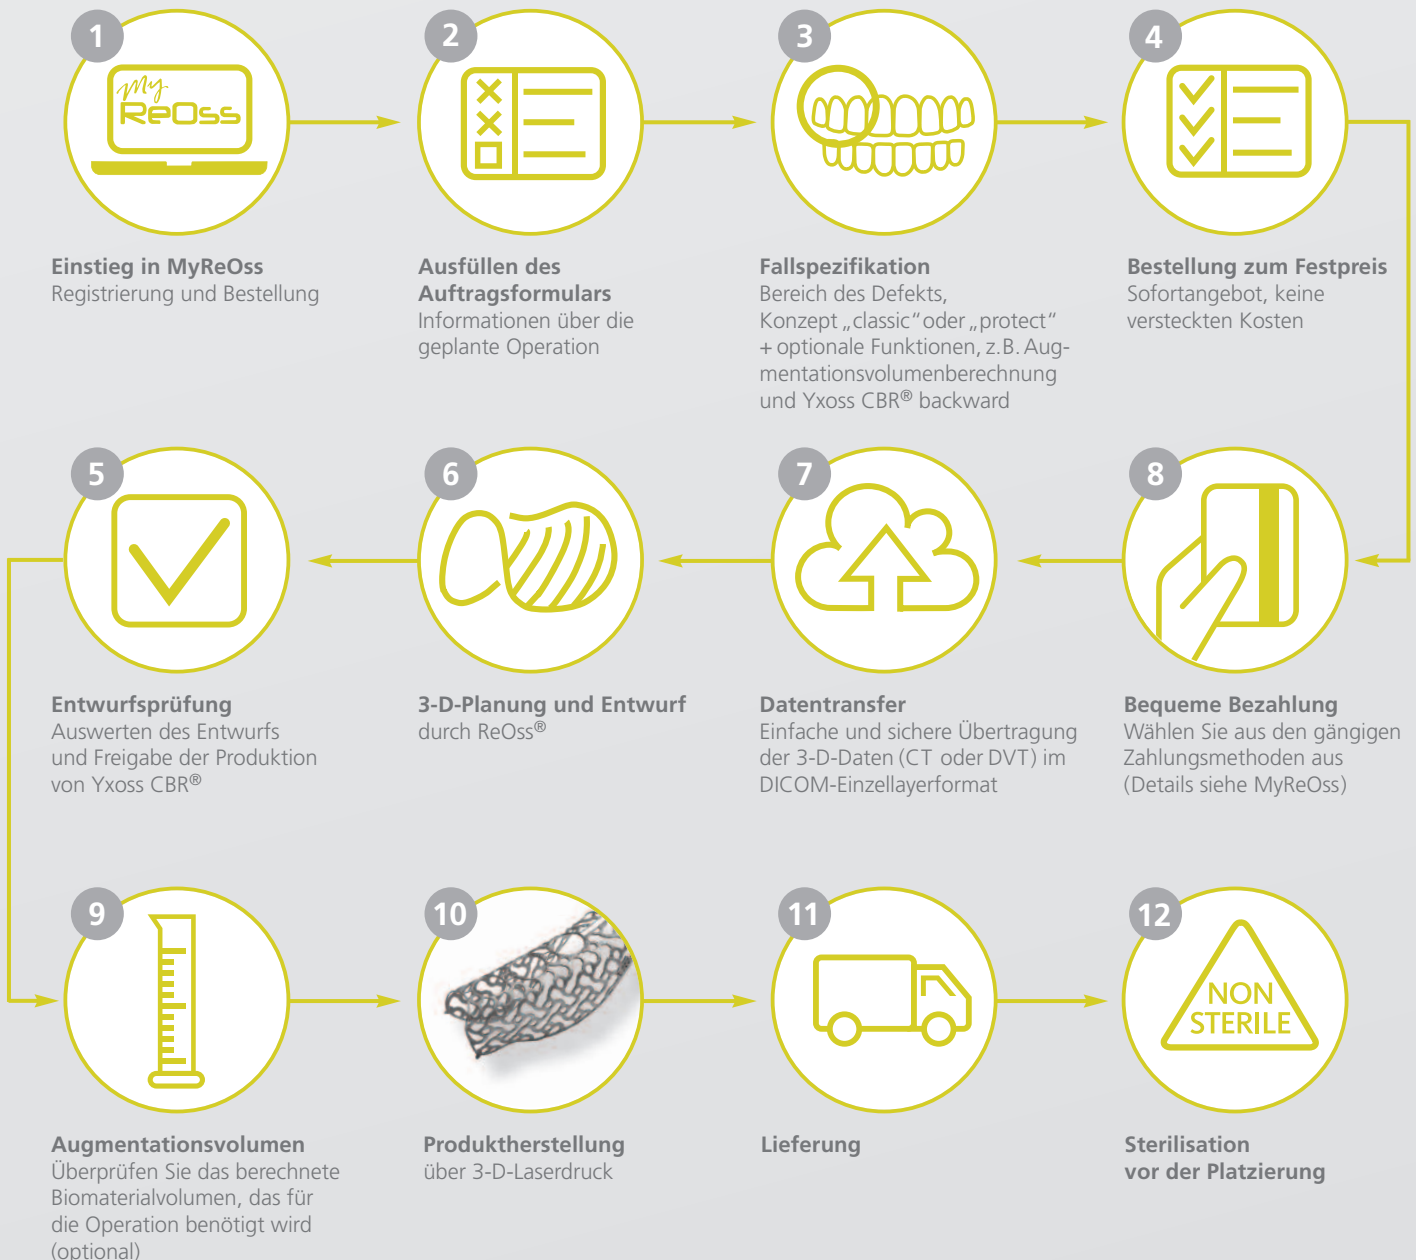 1
My
ReOss
Einstieg in MyReOss
Registrierung und Bestellung
2
Ausfüllen des
Auftragsformulars
Informationen über die
geplante Operation
3
Fallspezifikation
Bereich des Defekts,
Konzept „classic“ oder „protect“
+ optionale Funktionen, z.B. Aug-
mentationsvolumenberechnung
und Yxoss CBR® backward
4
Bestellung zum Festpreis
Sofortangebot, keine
versteckten Kosten
5
Entwurfsprüfung
Auswerten des Entwurfs
und Freigabe der Produktion
von Yxoss CBR®
6
3-D-Planung und Entwurf
durch ReOss®
7
Datentransfer
Einfache und sichere Übertragung
der 3-D-Daten (CT oder DVT) im
DICOM-Einzellayerformat
8
Bequeme Bezahlung
Wählen Sie aus den gängigen
Zahlungsmethoden aus
(Details siehe MyReOss)
9
Augmentationsvolumen
Überprüfen Sie das berechnete
Biomaterialvolumen, das für
die Operation benötigt wird
(optional)
10
Produktherstellung
über 3-D-Laserdruck
11
Lieferung
12
NON
STERILE
Sterilisation
vor der Platzierung